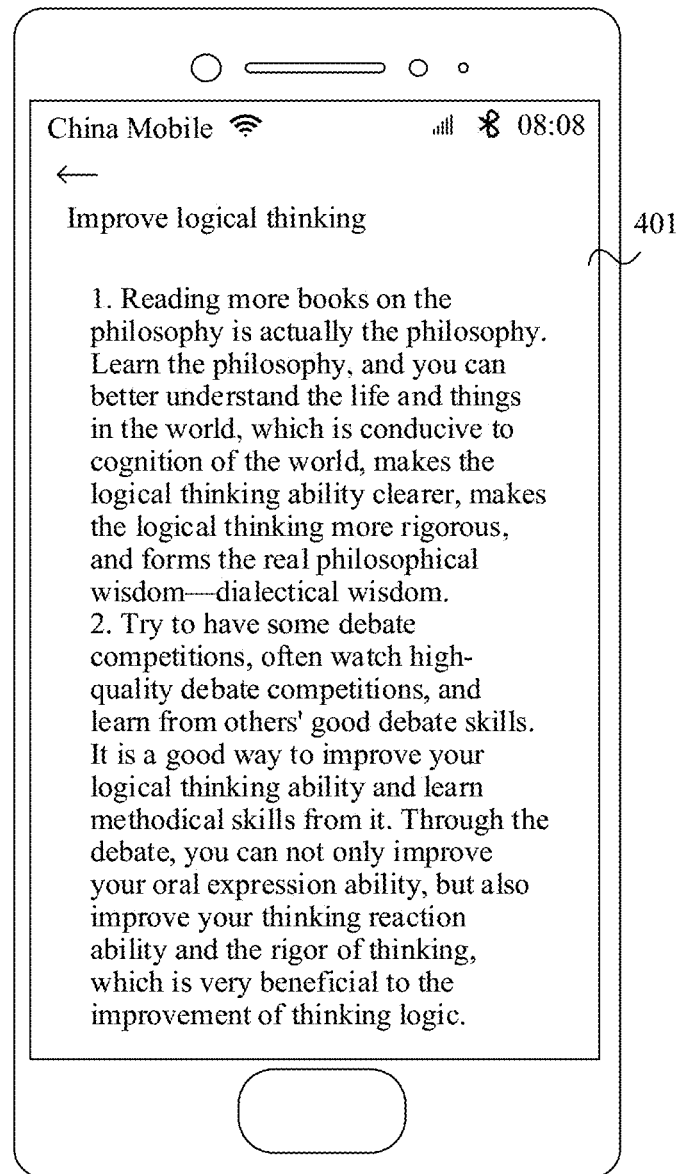 China Mobile 08:08
Improve logical thinking
401
1. Reading more books on the
philosophy is actually the philosophy.
Learn the philosophy, and you can
better understand the life and things
in the world, which is conducive to
cognition of the world, makes the
logical thinking ability clearer, makes
the logical thinking more rigorous,
and forms the real philosophical
wisdom—dialectical wisdom.
2. Try to have some debate
competitions, often watch high-
quality debate competitions, and
learn from others' good debate skills.
It is a good way to improve your
logical thinking ability and learn
methodical skills from it. Through the
debate, you can not only improve
your oral expression ability, but also
improve your thinking reaction
ability and the rigor of thinking,
which is very beneficial to the
improvement of thinking logic.